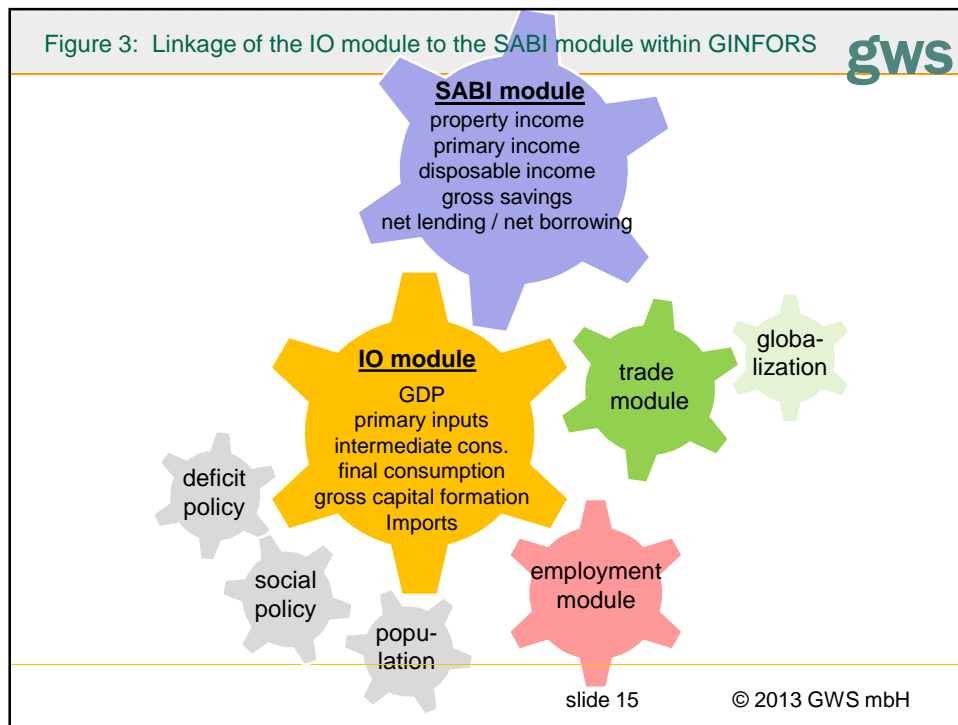 Figure 3:  Linkage of the IO module to the SABI module within GINFORS
gws
SABI module
property income
primary income
disposable income
gross savings
net lending / net borrowing
IO module
GDP
primary inputs
intermediate cons.
final consumption
gross capital formation
Imports
trade
module
globa-
lization
deficit
policy
social
policy
popu-
lation
employment
module
slide 15
© 2013 GWS mbH